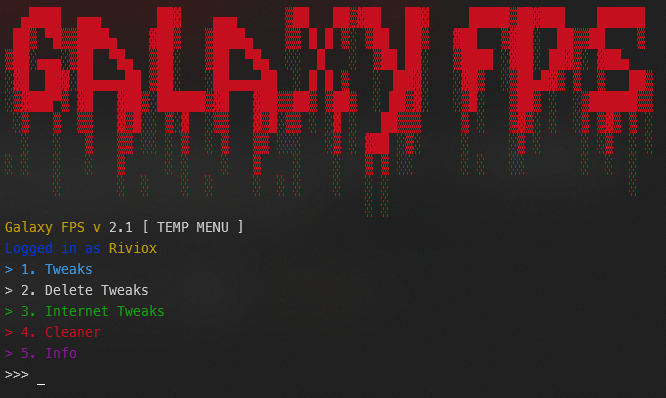 GALAXY FPS
Galaxy FPS v 2.1 [ TEMP MENU ]
Logged in as Riviox
> 1. Tweaks
> 2. Delete Tweaks
> 3. Internet Tweaks
> 4. Cleaner
> 5. Info
>>> _